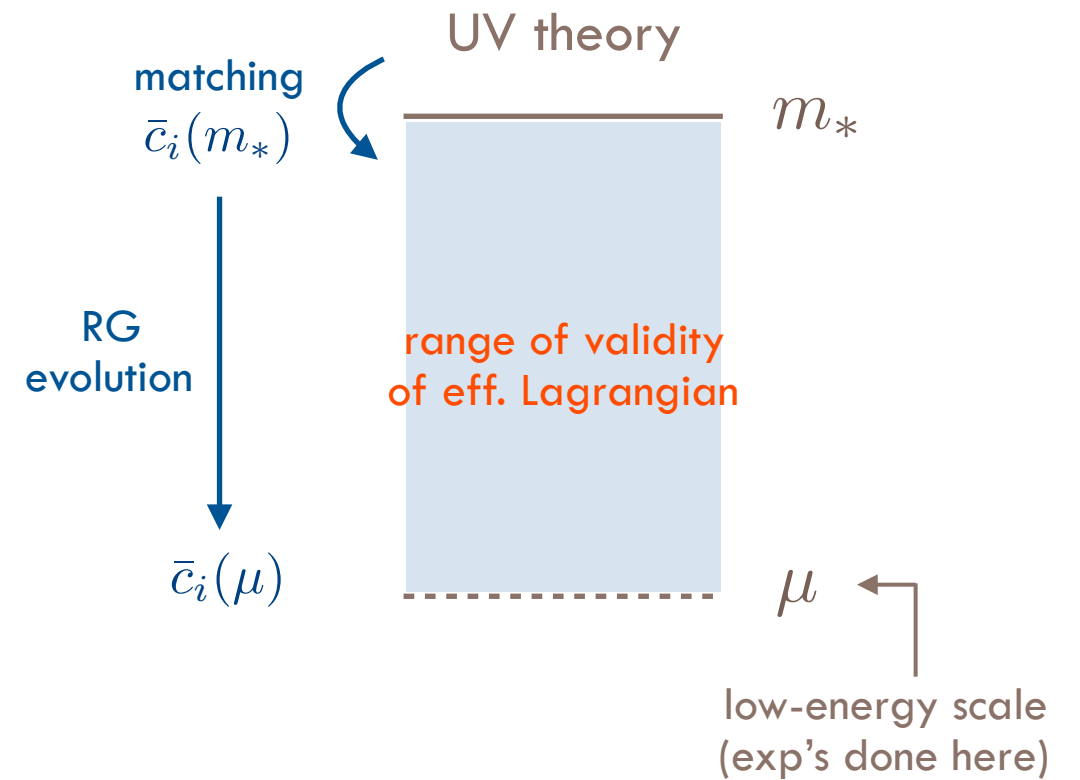 UV theory
matching
c̄ᵢ(m∗)
m∗
RG
evolution
range of validity
of eff. Lagrangian
c̄ᵢ(μ)
μ
low-energy scale
(exp's done here)